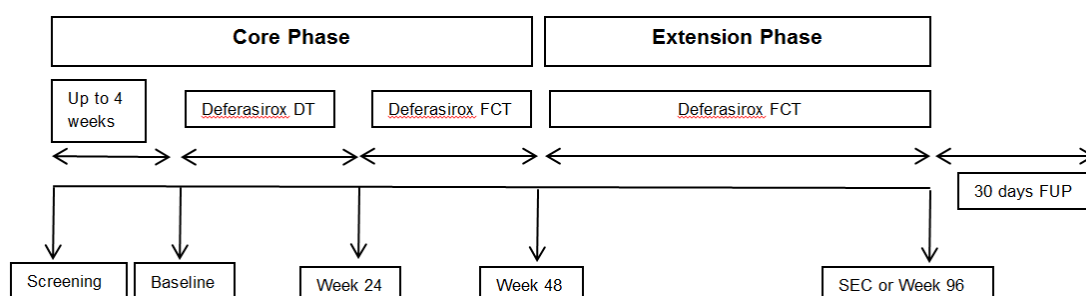 Core Phase
Extension Phase
Up to 4
weeks
Deferasirox DT
Deferasirox FCT
Deferasirox FCT
30 days FUP
Screening
Baseline
Week 24
Week 48
SEC or Week 96